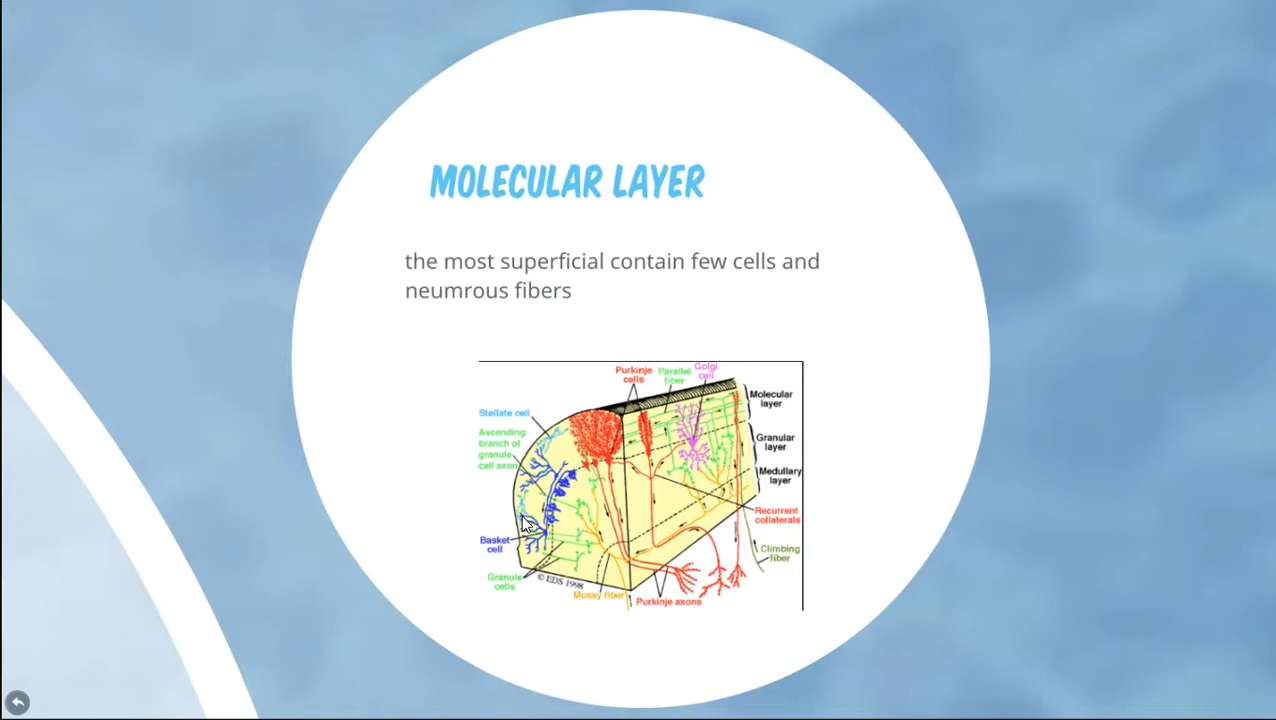 MOLECULAR LAYER
the most superficial contain few cells and
neumrous fibers
Purkinje
cells
Parallel
fiber
Golgi
cell
Molecular
layer
Stellate cell
Ascending
branch of
granule
cell axon
Granular
layer
Medullary
layer
Recurrent
collaterals
Basket
cell
Climbing
fiber
Granule
cells
© EDS 1998
Mossy fiber
Purkinje axons